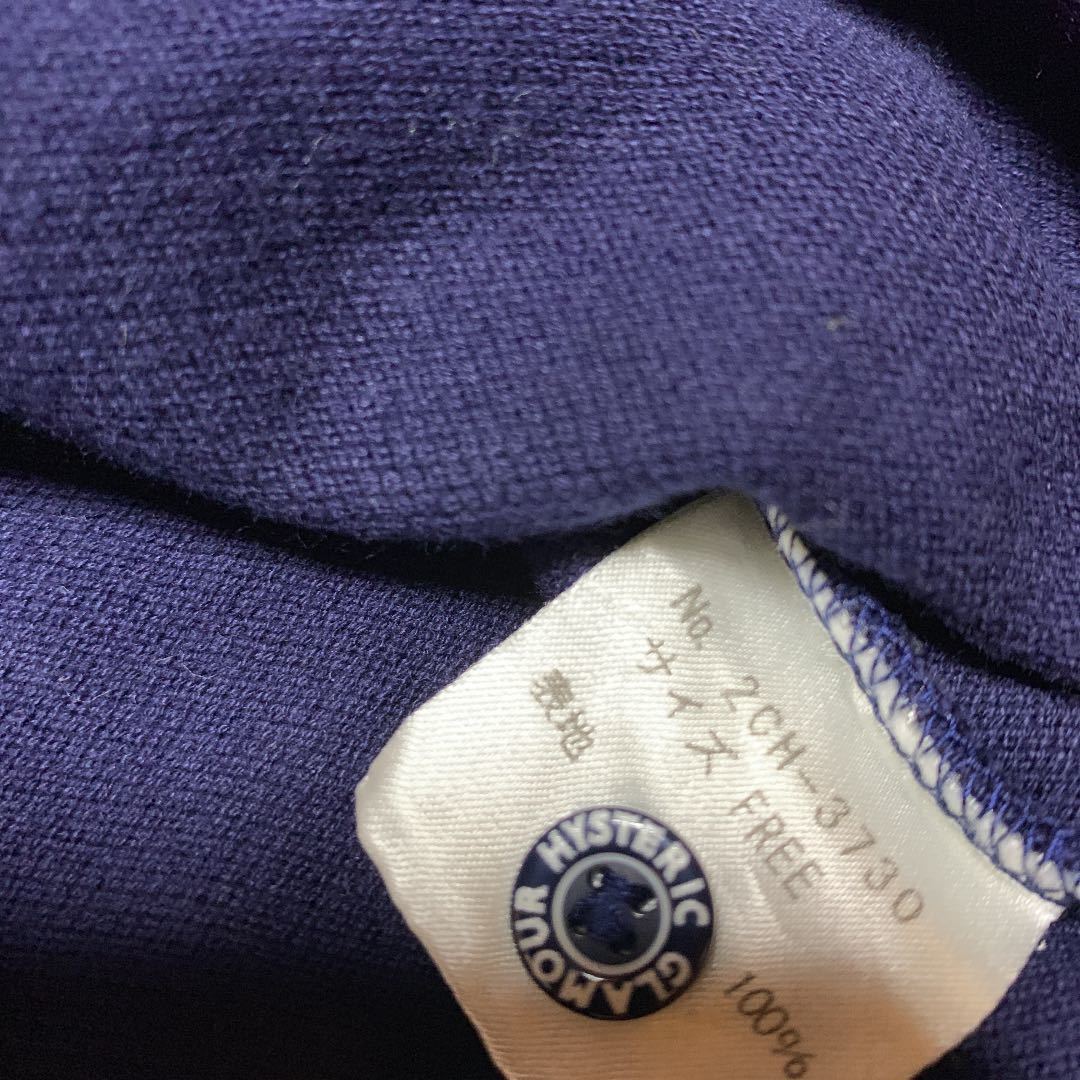 No. 2CH-3730
サイズ FREE
表地 100%
HYSTERIC GLAMOUR